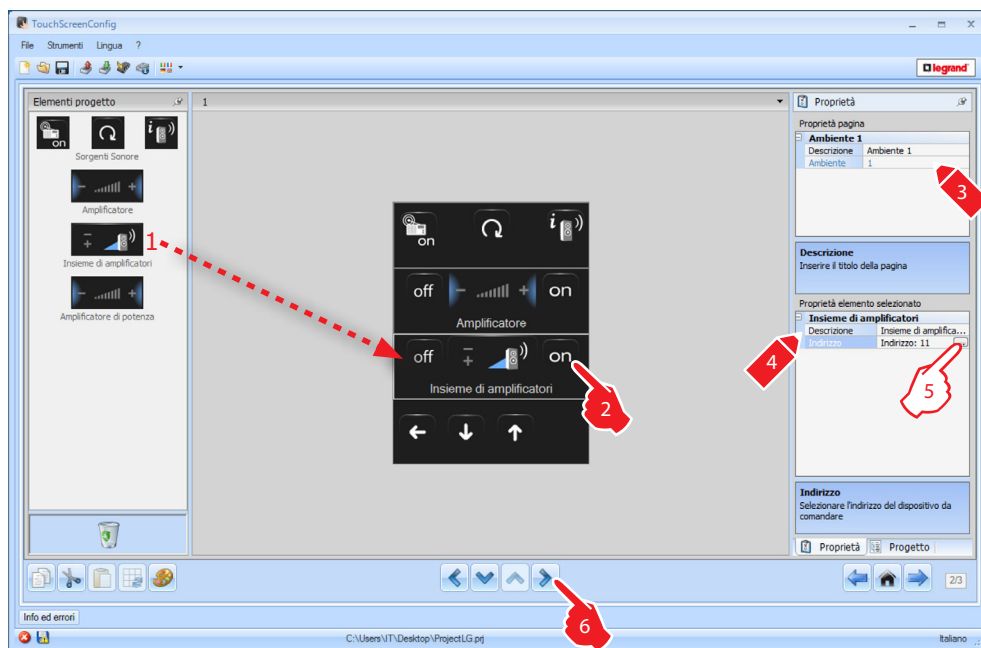 TouchScreenConfig
File Strumenti Lingua ?
legrand
Elementi progetto
1
Proprietà
on
i
Sorgenti Sonore
Amplificatore
1
Insieme di amplificatori
Amplificatore di potenza
on
i
off
on
Amplificatore
off
on
Insieme di amplificatori
2
Proprietà pagina
Ambiente 1
Descrizione Ambiente 1
Ambiente 1
3
Descrizione
Inserire il titolo della pagina
Proprietà elemento selezionato
Insieme di amplificatori
Descrizione Insieme di amplifica...
Indirizzo Indirizzo: 11 ...
4
5
Indirizzo
Selezionare l'indirizzo del dispositivo da
comandare
Proprietà Progetto
2/3
6
Info ed errori
C:\Users\IT\Desktop\ProjectLG.prj
Italiano